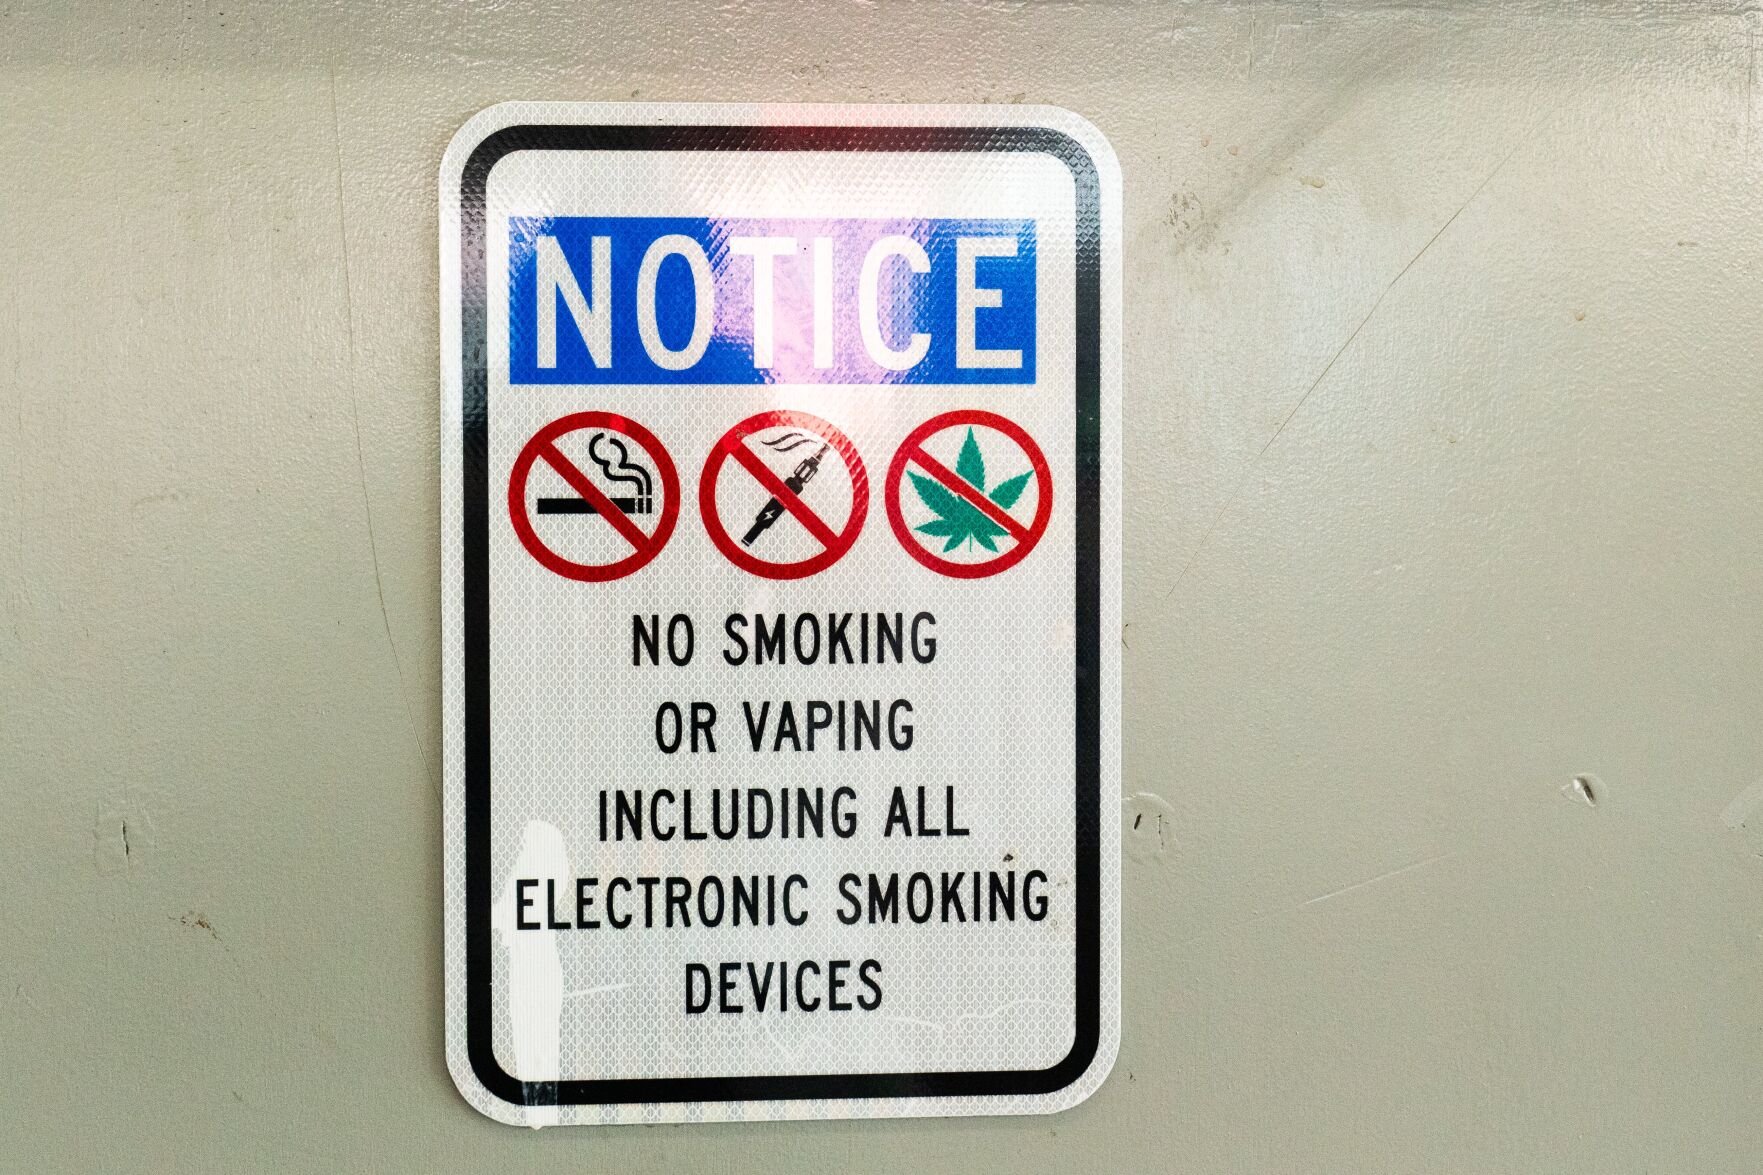 NOTICE
NO SMOKING
OR VAPING
INCLUDING ALL
ELECTRONIC SMOKING
DEVICES